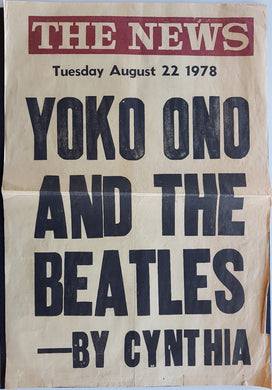 THE NEWS
Tuesday August 22 1978
YOKO ONO
AND THE
BEATLES
—BY CYNTHIA